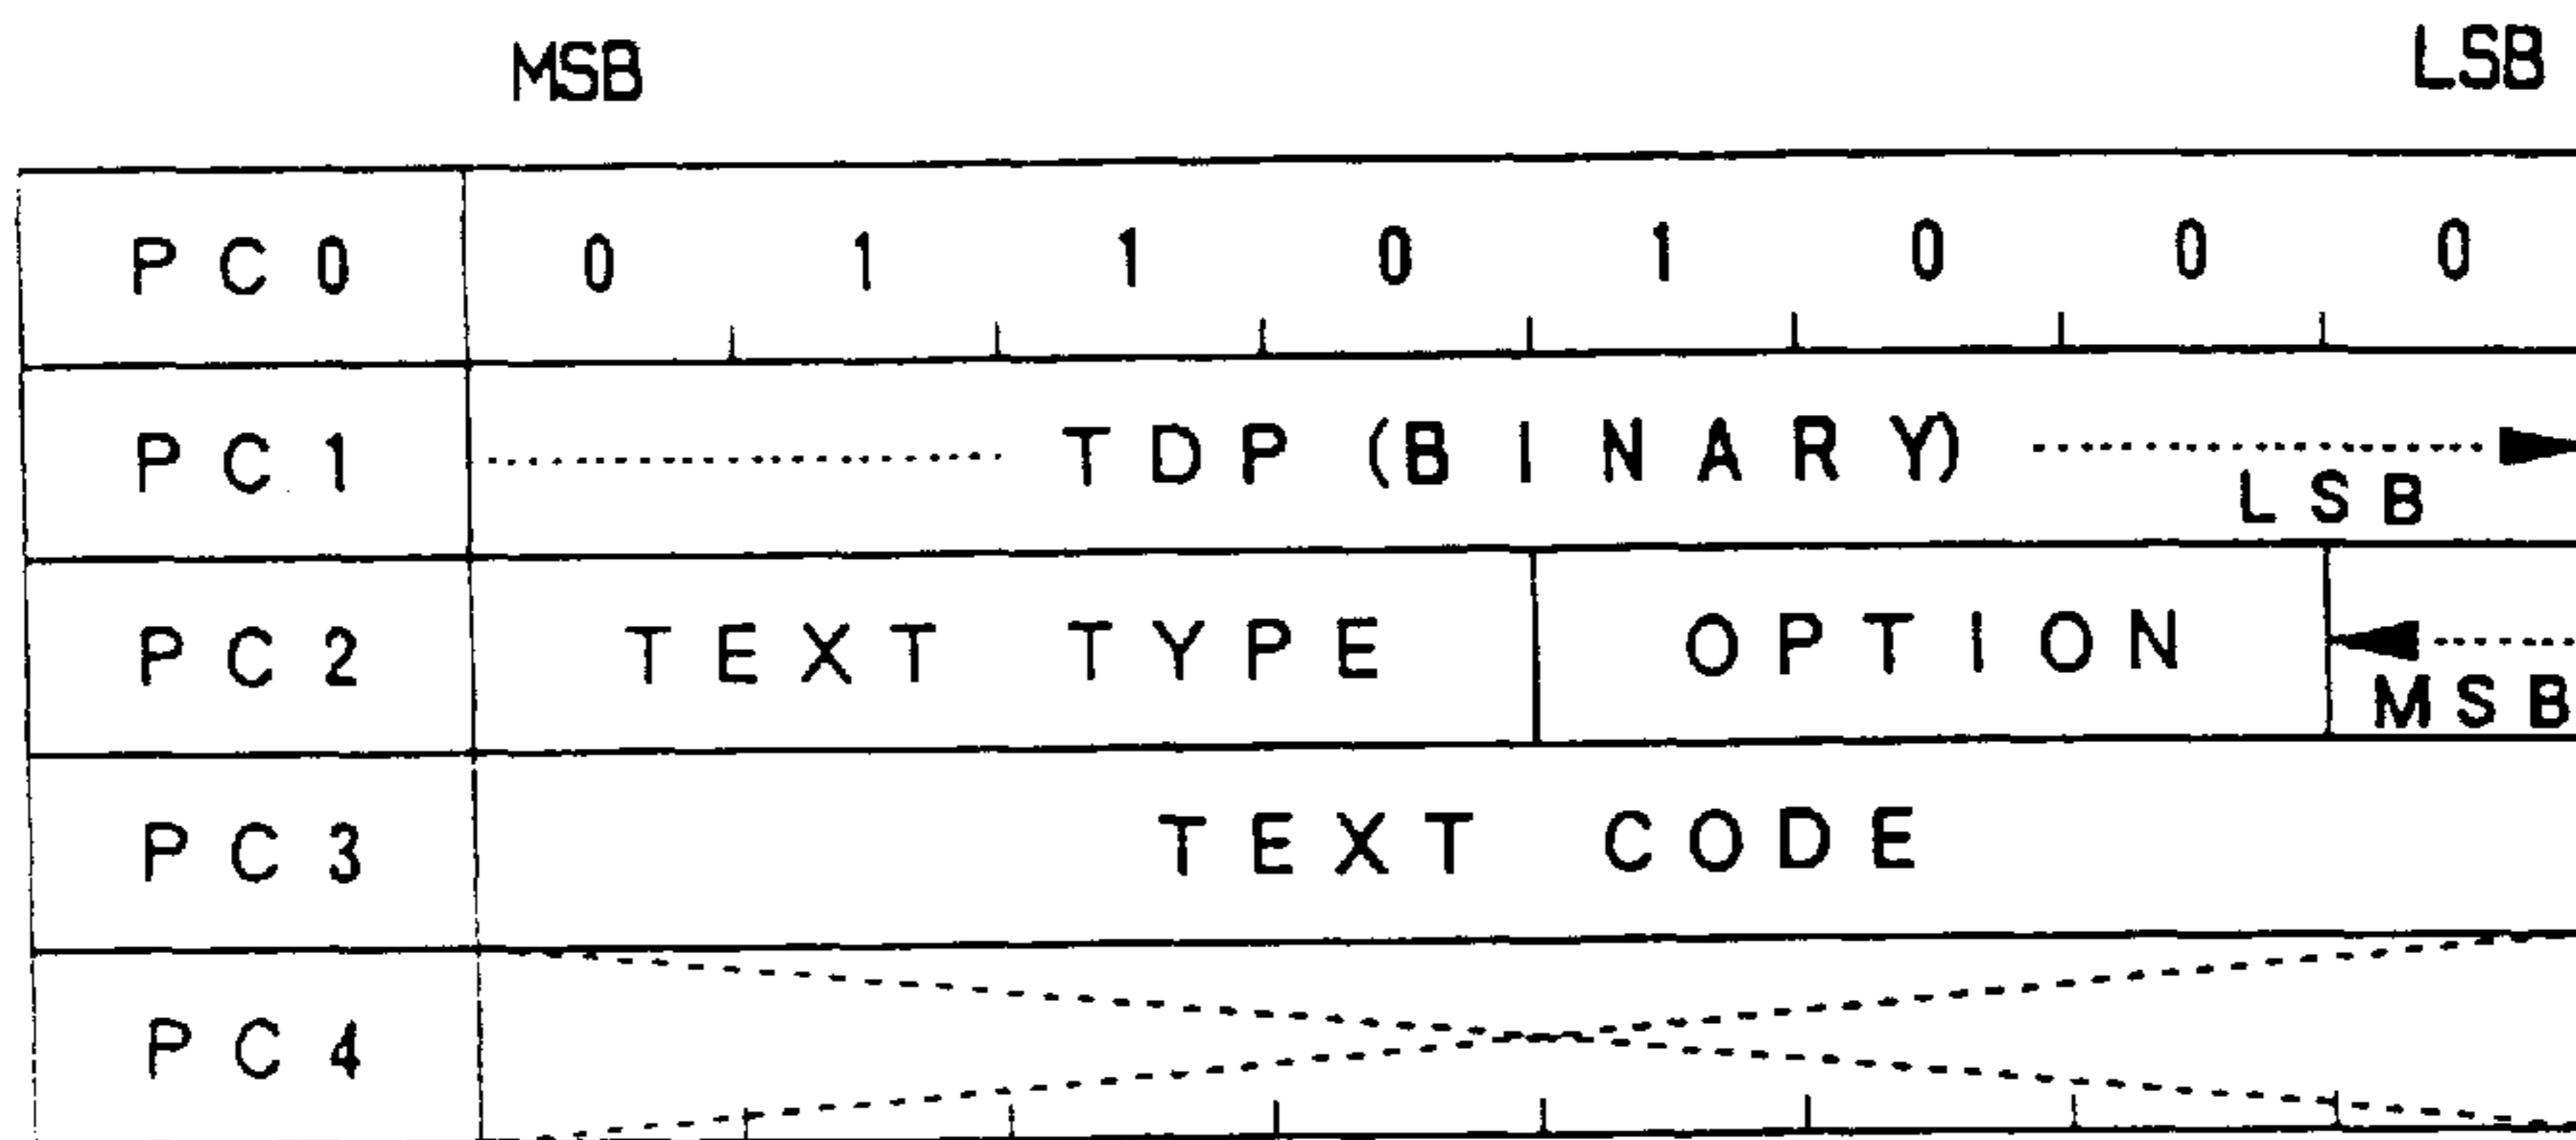 MSB LSB
PC0 0 1 1 0 1 0 0 0
PC1 TDP (BINARY)
LSB
PC2 TEXT TYPE OPTION
MSB
PC3 TEXT CODE
PC4